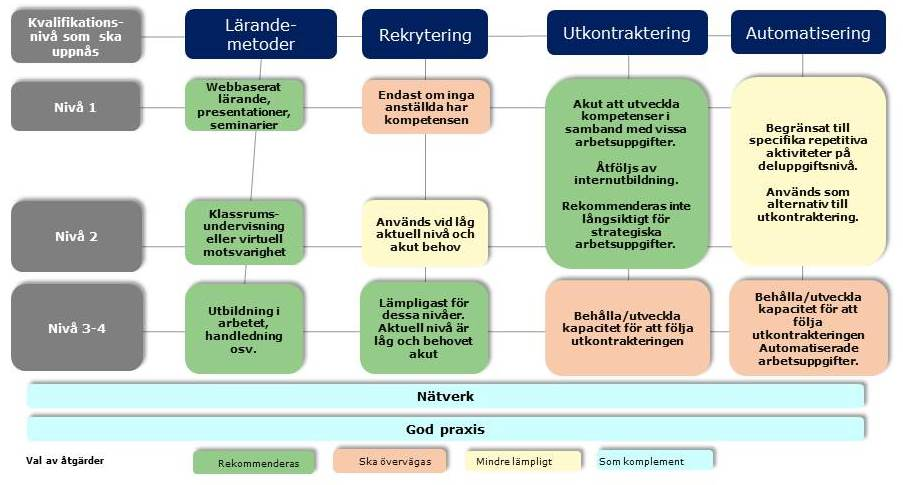 Kvalifikations-
nivå som ska
uppnås
Lärande-
metoder
Rekrytering
Utkontraktering
Automatisering
Nivå 1
Webbaserat
lärande,
presentationer,
seminarier
Endast om inga
anställda har
kompetensen
Akut att utveckla
kompetenser i
samband med vissa
arbetsuppgifter.
Åtföljs av
internutbildning.
Rekommenderas inte
långsiktigt för
strategiska
arbetsuppgifter.
Begränsat till
specifika repetitiva
aktiviteter på
deluppgiftsnivå.
Används som
alternativ till
utkontraktering.
Nivå 2
Klassrums-
undervisning
eller virtuell
motsvarighet
Används vid låg
aktuell nivå och
akut behov
Nivå 3-4
Utbildning i
arbetet,
handledning
osv.
Lämpligast för
dessa nivåer.
Aktuell nivå är
låg och behovet
akut
Behålla/utveckla
kapacitet för att följa
utkontrakteringen
Behålla/utveckla
kapacitet för att
följa
utkontrakteringen
Automatiserade
arbetsuppgifter.
Nätverk
God praxis
Val av åtgärder
Rekommenderas
Ska övervägas
Mindre lämpligt
Som komplement